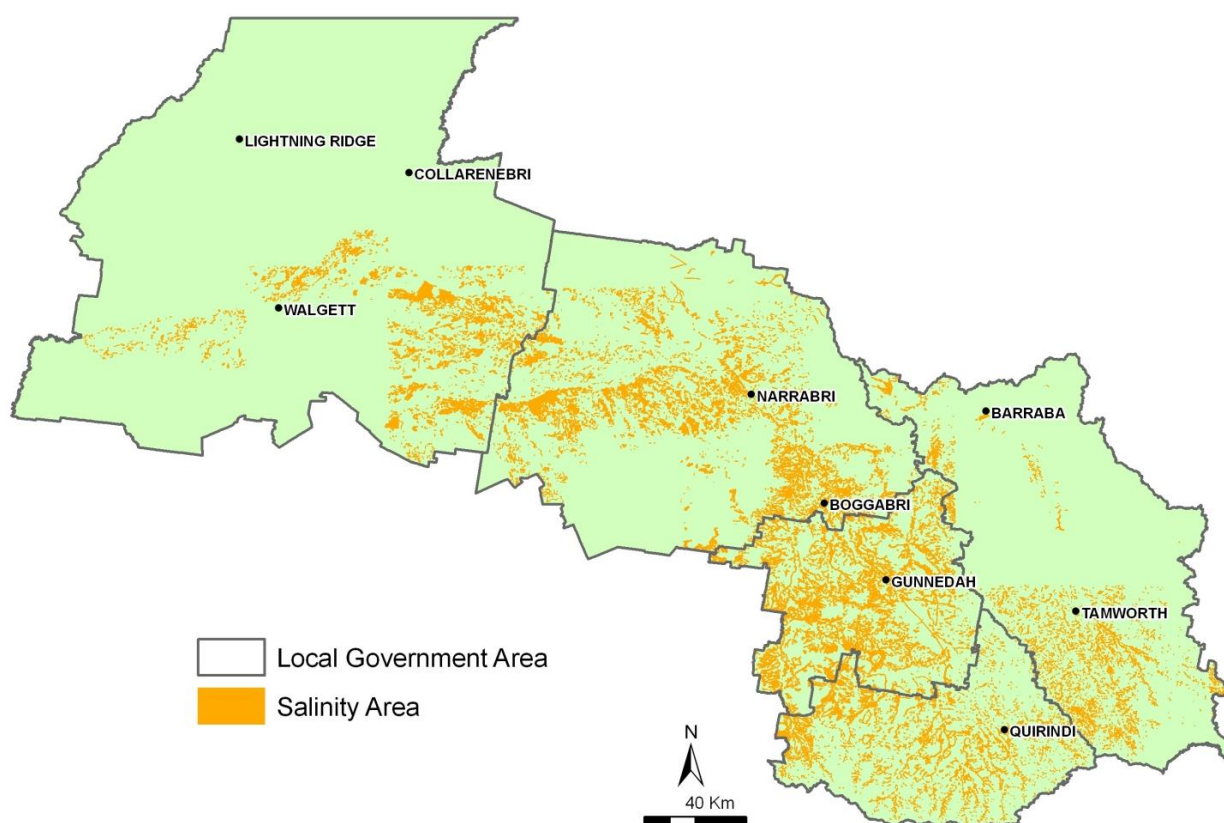 LIGHTNING RIDGE
COLLARENEBRI
WALGETT
NARRABRI
BARRABA
BOGGABRI
GUNNEDAH
TAMWORTH
QUIRINDI
Local Government Area
Salinity Area
N
40 Km